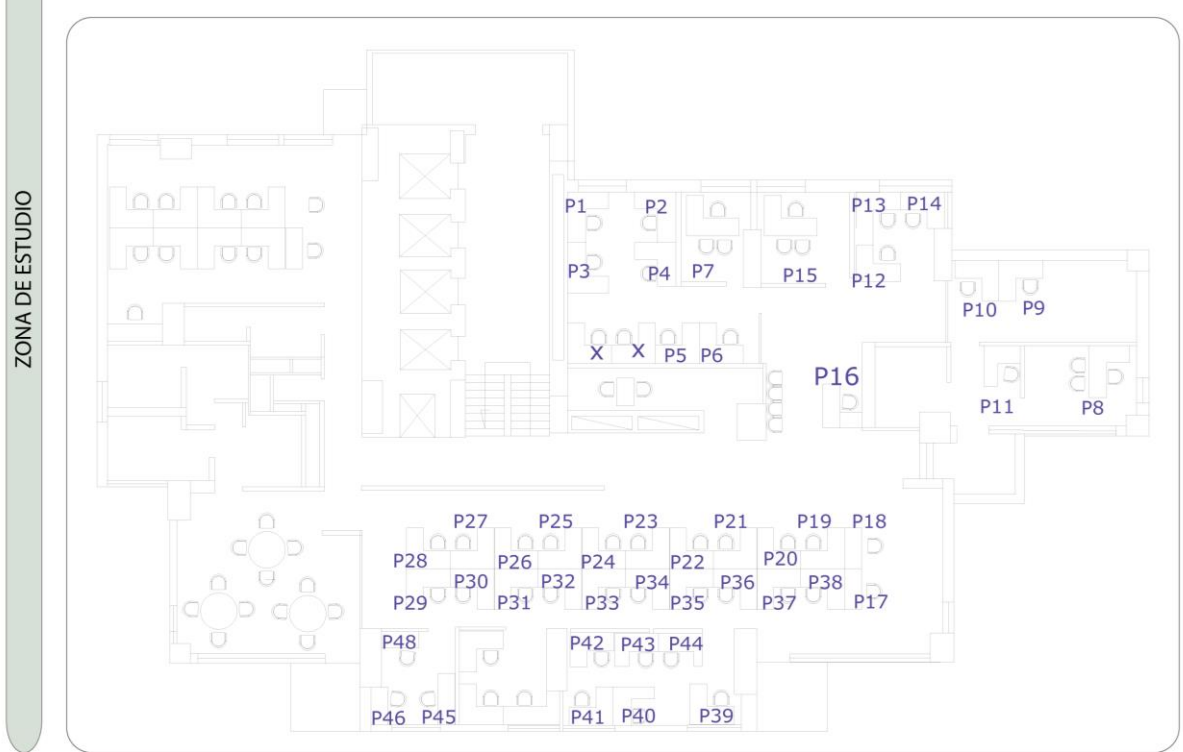 ZONA DE ESTUDIO
P1 P2 P13 P14
P3 P4 P7 P15 P12
P10 P9
X X P5 P6
P16
P11 P8
P27 P25 P23 P21 P19 P18
P28 P26 P24 P22 P20
P30 P32 P34 P36 P38
P29 P31 P33 P35 P37 P17
P48 P42 P43 P44
P46 P45 P41 P40 P39